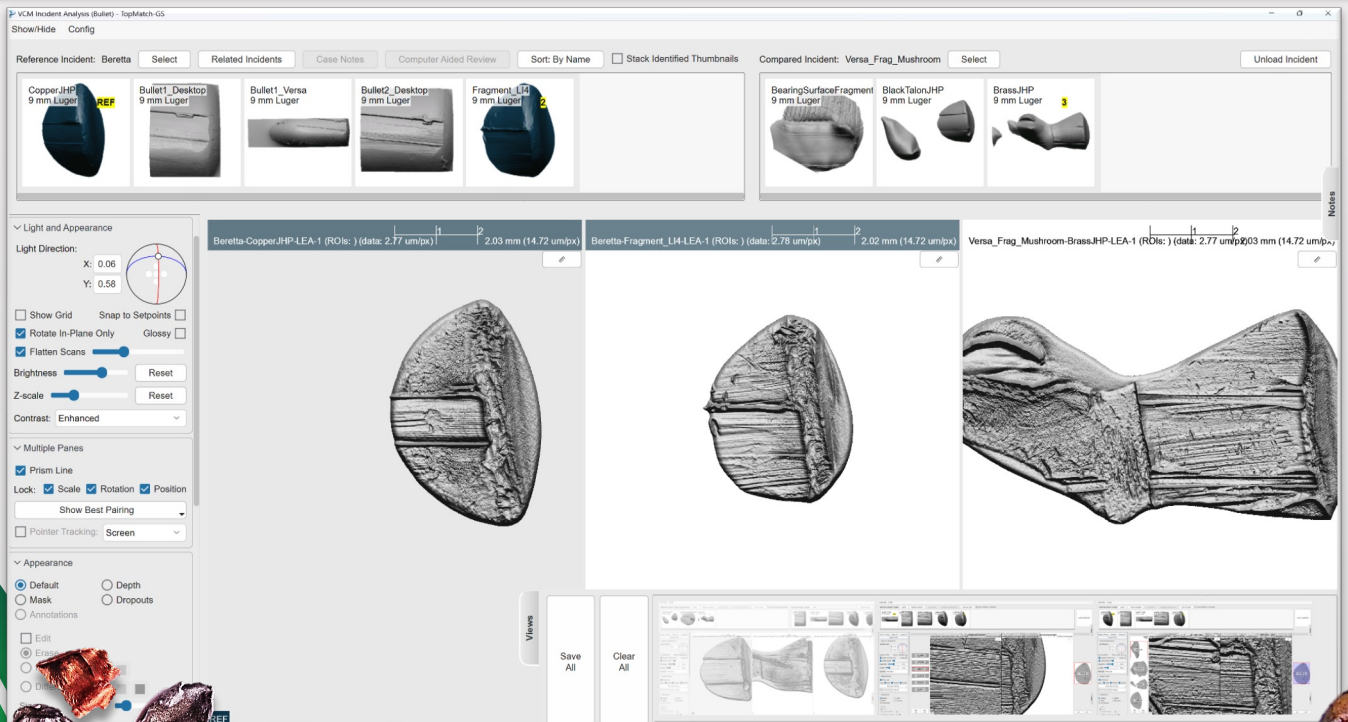 VCM Incident Analysis (Bullet) - TopMatch-GS
Show/Hide Config
Reference Incident: Beretta Select Related Incidents Case Notes Computer Aided Review Sort: By Name Stack Identified Thumbnails Compared Incident: Versa_Frag_Mushroom Select Unload Incident
CopperJHP
9 mm Luger
REF
Bullet1_Desktop
9 mm Luger
Bullet1_Versa
9 mm Luger
Bullet2_Desktop
9 mm Luger
Fragment_LI4
9 mm Luger
2
BearingSurfaceFragment
9 mm Luger
BlackTalonJHP
9 mm Luger
BrassJHP
9 mm Luger
3
Notes
Light and Appearance
Light Direction:
X: 0.06
Y: 0.58
Show Grid Snap to Setpoints
Rotate In-Plane Only Glossy
Flatten Scans
Brightness Reset
Z-scale Reset
Contrast: Enhanced
Multiple Panes
Prism Line
Lock: Scale Rotation Position
Show Best Pairing
Pointer Tracking: Screen
Appearance
Default Depth
Mask Dropouts
Annotations
Edit
Erase
REF
1 2
Beretta-CopperJHP-LEA-1 (ROIs: ) (data: 2.77 um/px) 2.03 mm (14.72 um/px)
1 2
Beretta-Fragment_LI4-LEA-1 (ROIs: ) (data: 2.78 um/px) 2.02 mm (14.72 um/px)
1 2
Versa_Frag_Mushroom-BrassJHP-LEA-1 (ROIs: ) (data: 2.77 um/px) 2.03 mm (14.72 um/px)
Views
Save All
Clear All